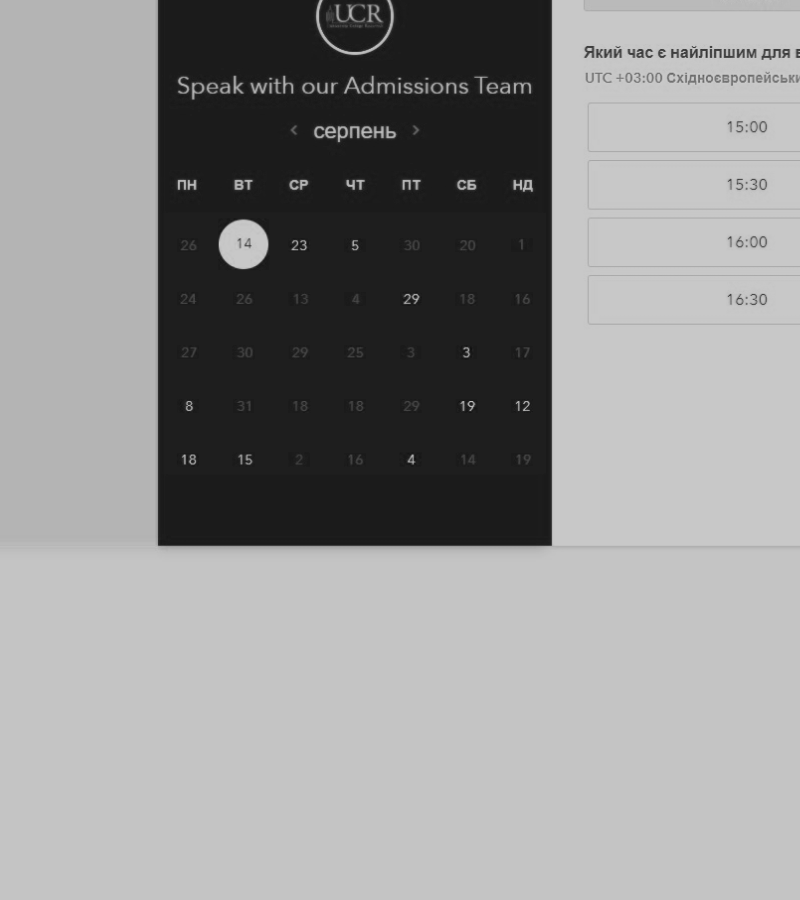 UCR
Speak with our Admissions Team
серпень
ПН ВТ СР ЧТ ПТ СБ НД
26 14 23 5 30 20 1
24 26 13 4 29 18 16
27 30 29 25 3 3 17
8 31 18 18 29 19 12
18 15 2 16 4 14 19
Який час є найліпшим для
UTC +03:00
15:00
15:30
16:00
16:30